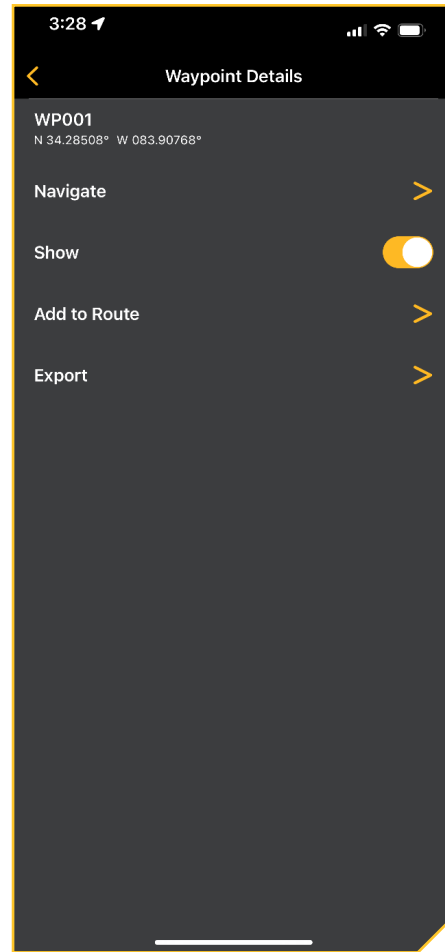 3:28
Waypoint Details
WP001
N 34.28508° W 083.90768°
Navigate
Show
Add to Route
Export